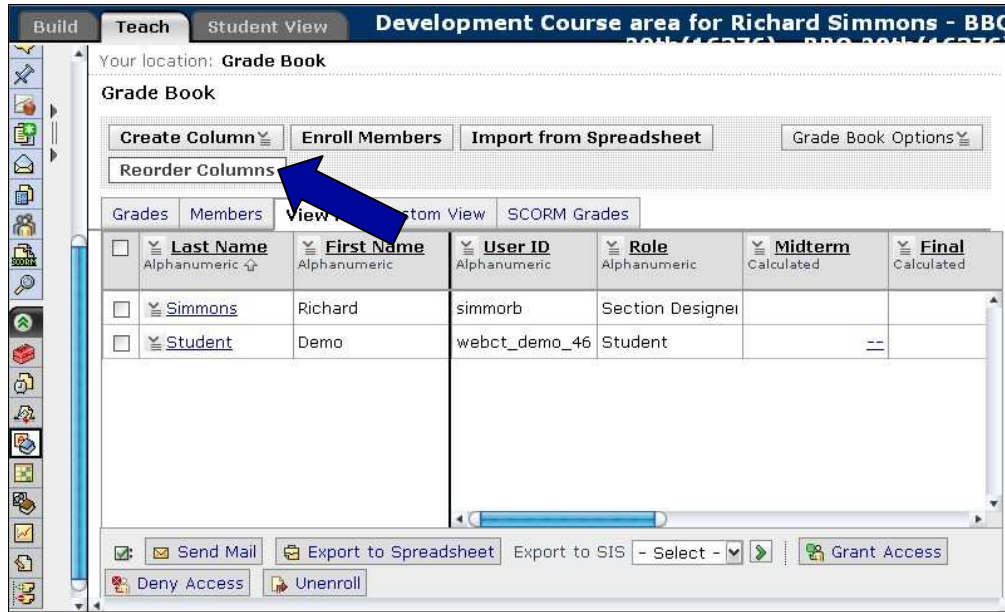 Build Teach Student View Development Course area for Richard Simmons - BBQ
Your location: Grade Book
Grade Book
Create Column Enroll Members Import from Spreadsheet Grade Book Options
Reorder Columns
Grades Members View Custom View SCORM Grades
Last Name First Name User ID Role Midterm Final
Alphanumeric Alphanumeric Alphanumeric Alphanumeric Calculated Calculated
Simmons Richard simmorb Section Designer
Student Demo webct_demo_46 Student --
Send Mail Export to Spreadsheet Export to SIS - Select - Grant Access
Deny Access Unenroll